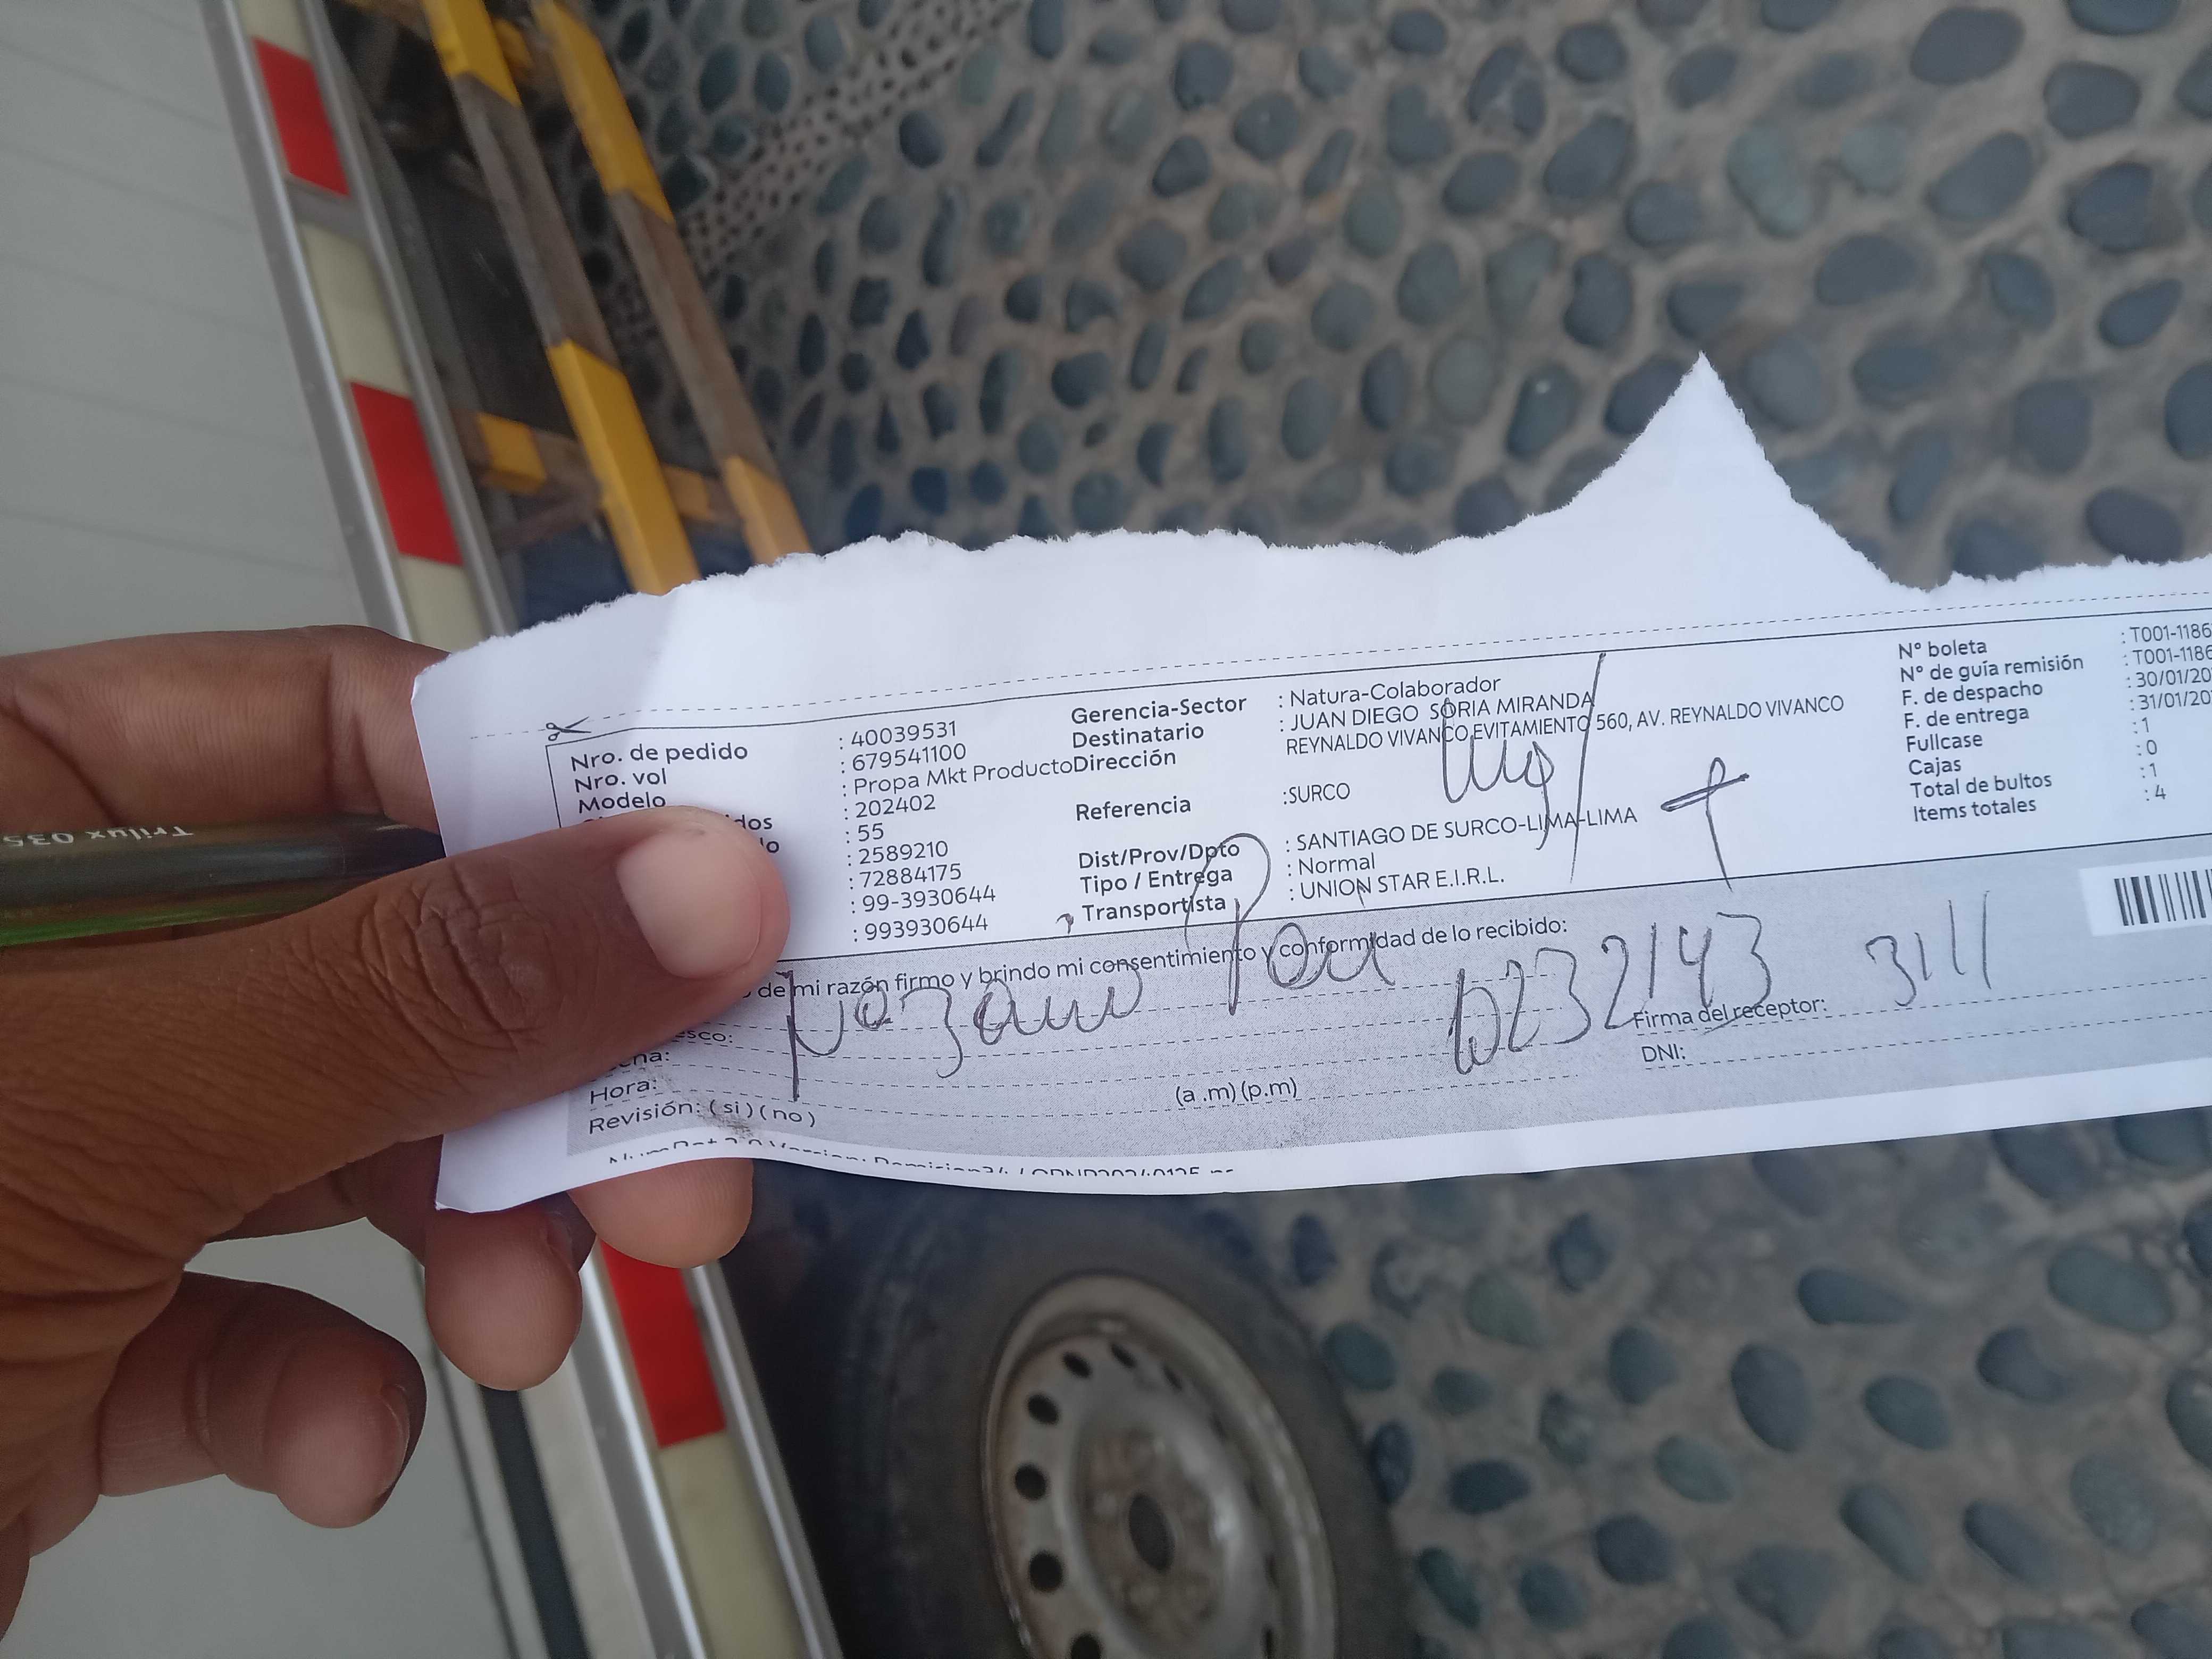 Nro. de pedido : 40039531
Nro. vol : 679541100
Modelo : Propa Mkt Producto
: 202402
dos : 55
do : 2589210
: 72884175
: 99-3930644
: 993930644
Gerencia-Sector : Natura-Colaborador
Destinatario : JUAN DIEGO SORIA MIRANDA
Dirección REYNALDO VIVANCO EVITAMIENTO 560, AV. REYNALDO VIVANCO
Referencia :SURCO
Dist/Prov/Dpto : SANTIAGO DE SURCO-LIMA-LIMA
Tipo / Entrega : Normal
Transportista : UNION STAR E.I.R.L.
N° boleta : T001-1186
N° de guía remisión : T001-1186
F. de despacho : 30/01/20
F. de entrega : 31/01/20
Fullcase :1
Cajas :0
Total de bultos :1
Items totales :4
de mi razón firmo y brindo mi consentimiento y conformidad de lo recibido:
esco:
Firma del receptor:
Hora: (a .m) (p.m)
DNI:
Revisión: ( si ) ( no )
Trilux 035